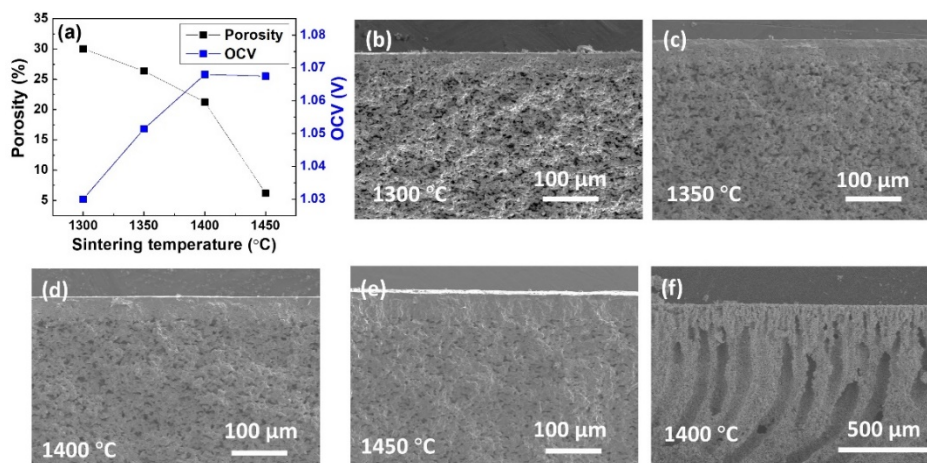 (a)
Porosity
OCV
Porosity (%)
35
30
25
20
15
10
5
1300 1350 1400 1450
Sintering temperature (°C)
1.08
1.07
1.06
1.05
1.04
1.03
OCV (V)
(b)
1300 °C
100 μm
(c)
1350 °C
100 μm
(d)
1400 °C
100 μm
(e)
1450 °C
100 μm
(f)
1400 °C
500 μm